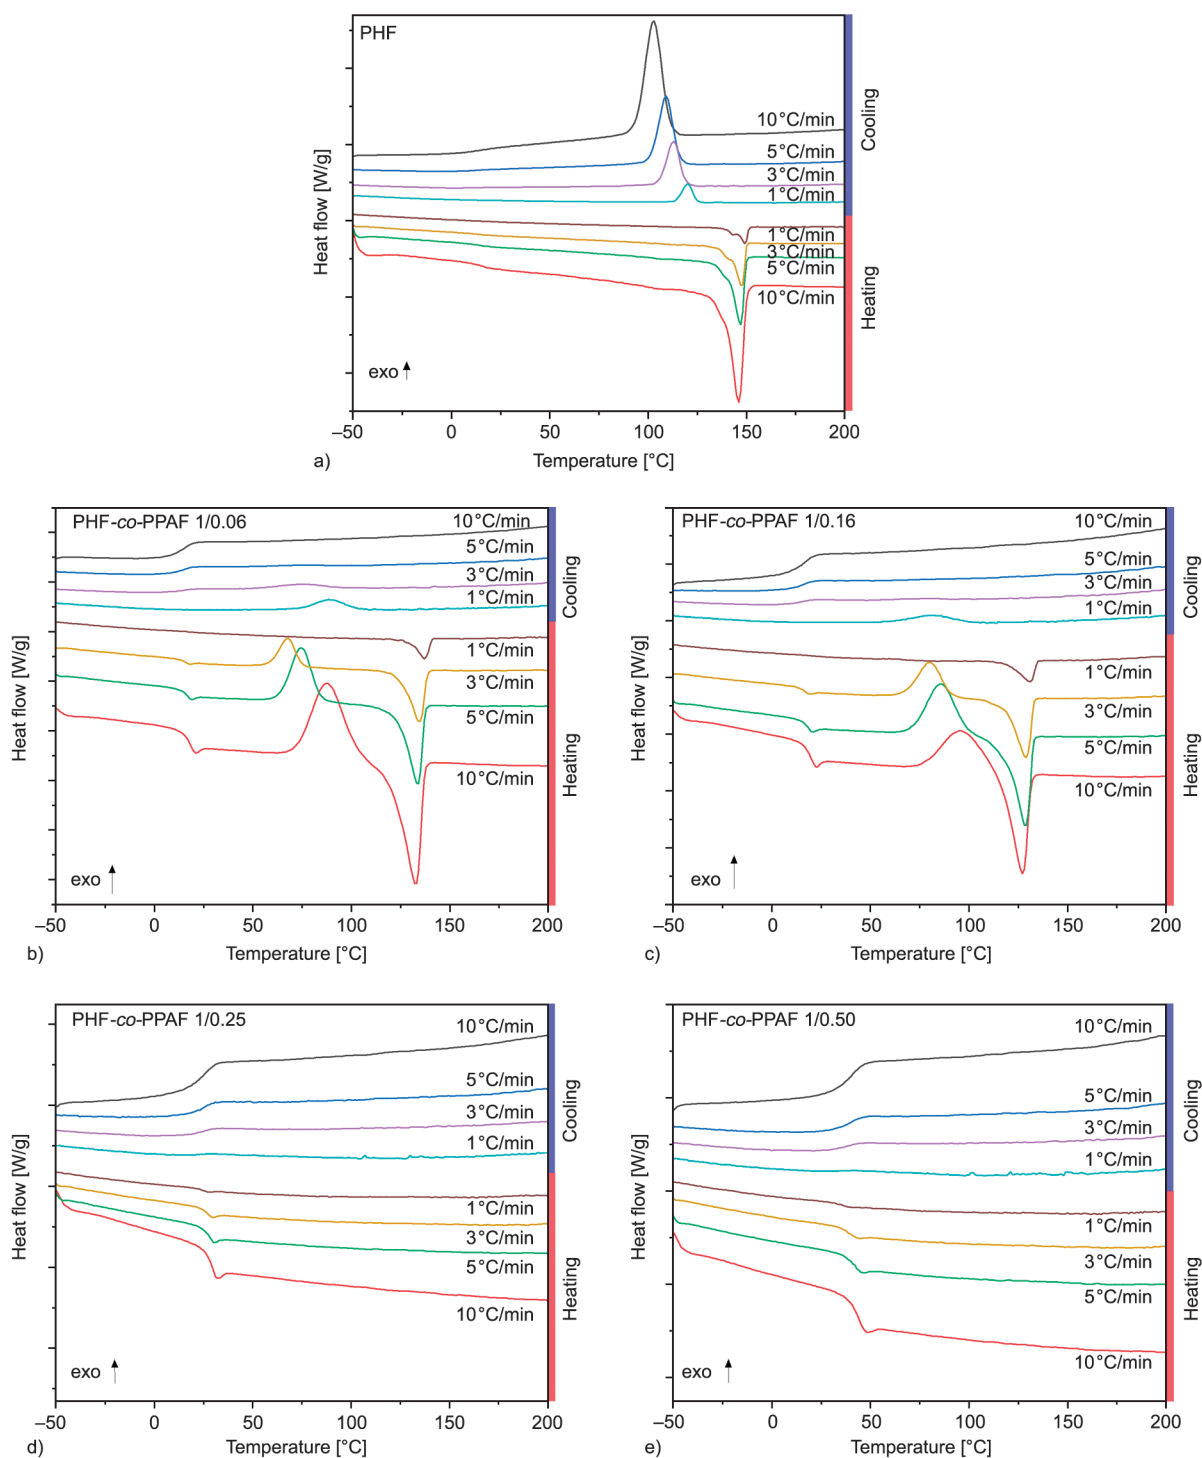 PHF
10°C/min
5°C/min
3°C/min
1°C/min
1°C/min
3°C/min
5°C/min
10°C/min
Cooling
Heating
Heat flow [W/g]
exo
–50 0 50 100 150 200
a) Temperature [°C]
PHF-co-PPAF 1/0.06
10°C/min
5°C/min
3°C/min
1°C/min
1°C/min
3°C/min
5°C/min
10°C/min
Cooling
Heating
Heat flow [W/g]
exo
–50 0 50 100 150 200
b) Temperature [°C]
PHF-co-PPAF 1/0.16
10°C/min
5°C/min
3°C/min
1°C/min
1°C/min
3°C/min
5°C/min
10°C/min
Cooling
Heating
Heat flow [W/g]
exo
–50 0 50 100 150 200
c) Temperature [°C]
PHF-co-PPAF 1/0.25
10°C/min
5°C/min
3°C/min
1°C/min
1°C/min
3°C/min
5°C/min
10°C/min
Cooling
Heating
Heat flow [W/g]
exo
–50 0 50 100 150 200
d) Temperature [°C]
PHF-co-PPAF 1/0.50
10°C/min
5°C/min
3°C/min
1°C/min
1°C/min
3°C/min
5°C/min
10°C/min
Cooling
Heating
Heat flow [W/g]
exo
–50 0 50 100 150 200
e) Temperature [°C]